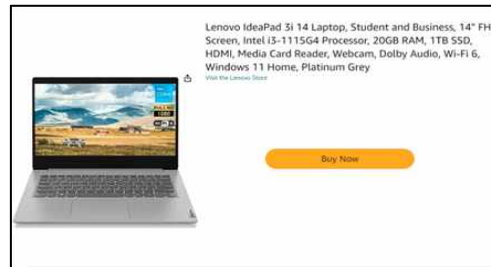 Lenovo IdeaPad 3i 14 Laptop, Student and Business, 14" FH
Screen, Intel i3-1115G4 Processor, 20GB RAM, 1TB SSD,
HDMI, Media Card Reader, Webcam, Dolby Audio, Wi-Fi 6,
Windows 11 Home, Platinum Grey
Visit the Lenovo Store
Buy Now